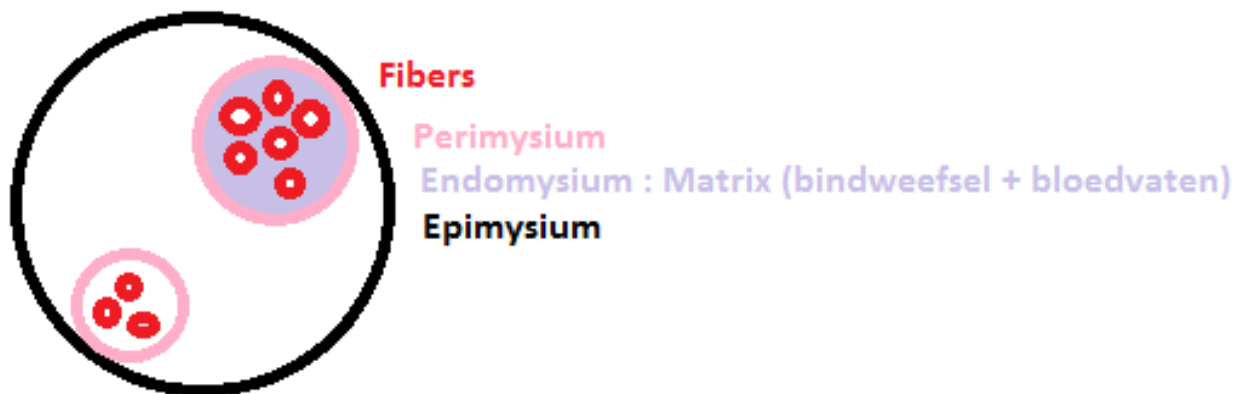 Fibers
Perimysium
Endomysium : Matrix (bindweefsel + bloedvaten)
Epimysium